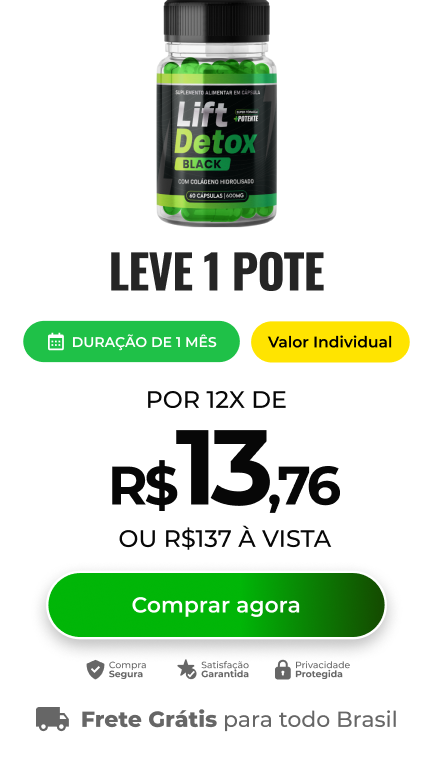 SUPLEMENTO ALIMENTAR EM CÁPSULA
Lift
SUPER FÓRMULA
+POTENTE
Detox
BLACK
COM COLÁGENO HIDROLISADO
60 CÁPSULAS | 600MG
LEVE 1 POTE
DURAÇÃO DE 1 MÊS
Valor Individual
POR 12X DE
R$13,76
OU R$137 À VISTA
Comprar agora
Compra
Segura
Satisfação
Garantida
Privacidade
Protegida
Frete Grátis para todo Brasil